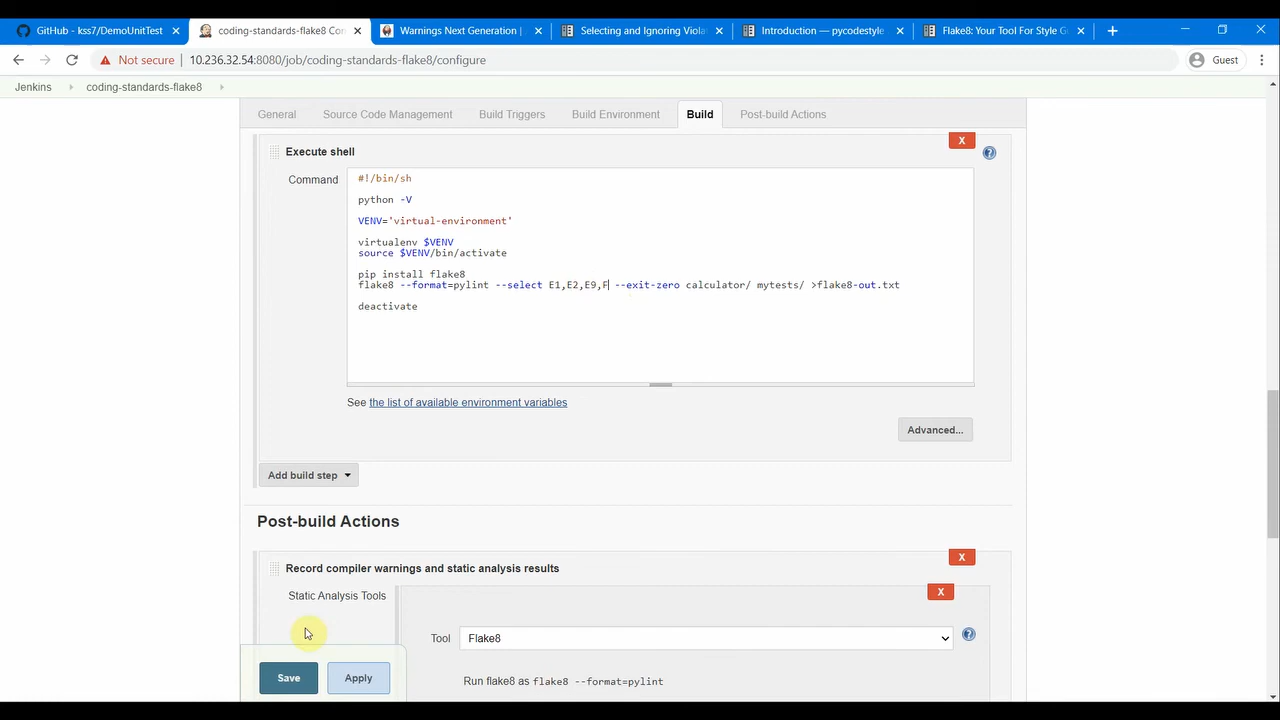 GitHub - kss7/DemoUnitTest
coding-standards-flake8 Con
Warnings Next Generation |
Selecting and Ignoring Violat
Introduction — pycodestyle
Flake8: Your Tool For Style G
Not secure 10.236.32.54:8080/job/coding-standards-flake8/configure
Guest
Jenkins coding-standards-flake8
General Source Code Management Build Triggers Build Environment Build Post-build Actions
X
Execute shell
?
Command
#!/bin/sh
python -V
VENV='virtual-environment'
virtualenv $VENV
source $VENV/bin/activate
pip install flake8
flake8 --format=pylint --select E1,E2,E9,F --exit-zero calculator/ mytests/ >flake8-out.txt
deactivate
See the list of available environment variables
Advanced...
Add build step
Post-build Actions
X
Record compiler warnings and static analysis results
X
Static Analysis Tools
Tool Flake8 ?
Save Apply
Run flake8 as flake8 --format=pylint